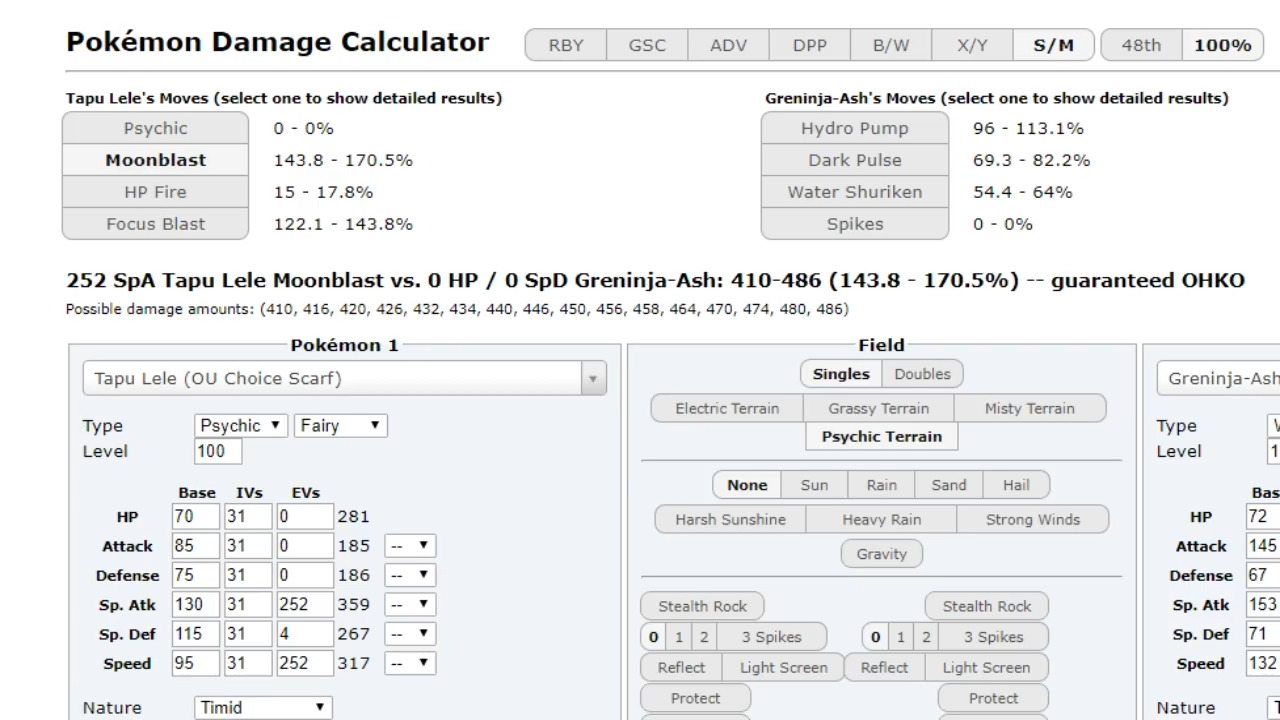 Pokémon Damage Calculator RBY GSC ADV DPP B/W X/Y S/M 48th 100%
Tapu Lele's Moves (select one to show detailed results) Greninja-Ash's Moves (select one to show detailed results)
Psychic 0 - 0% Hydro Pump 96 - 113.1%
Moonblast 143.8 - 170.5% Dark Pulse 69.3 - 82.2%
HP Fire 15 - 17.8% Water Shuriken 54.4 - 64%
Focus Blast 122.1 - 143.8% Spikes 0 - 0%
252 SpA Tapu Lele Moonblast vs. 0 HP / 0 SpD Greninja-Ash: 410-486 (143.8 - 170.5%) -- guaranteed OHKO
Possible damage amounts: (410, 416, 420, 426, 432, 434, 440, 446, 450, 456, 458, 464, 470, 474, 480, 486)
Pokémon 1
Tapu Lele (OU Choice Scarf)
Type Psychic Fairy
Level 100
Base IVs EVs
HP 70 31 0 281
Attack 85 31 0 185 --
Defense 75 31 0 186 --
Sp. Atk 130 31 252 359 --
Sp. Def 115 31 4 267 --
Speed 95 31 252 317 --
Nature Timid
Field
Singles Doubles
Electric Terrain Grassy Terrain Misty Terrain
Psychic Terrain
None Sun Rain Sand Hail
Harsh Sunshine Heavy Rain Strong Winds
Gravity
Stealth Rock Stealth Rock
0 1 2 3 Spikes 0 1 2 3 Spikes
Reflect Light Screen Reflect Light Screen
Protect Protect
Greninja-Ash
Type
Level
Bas
HP 72
Attack 145
Defense 67
Sp. Atk 153
Sp. Def 71
Speed 132
Nature